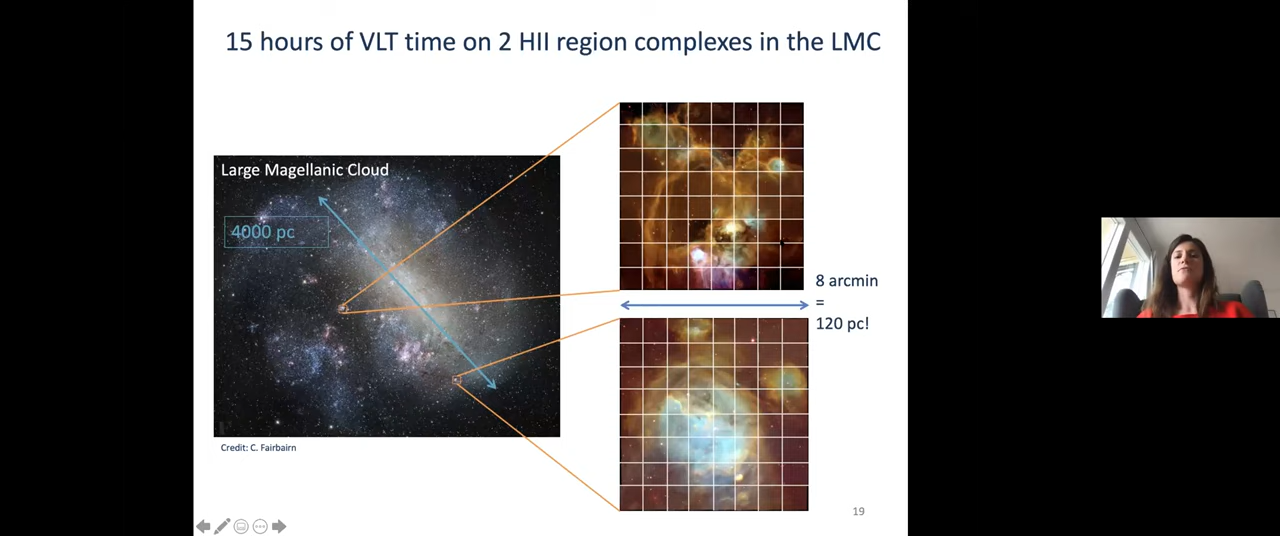 15 hours of VLT time on 2 HII region complexes in the LMC
Large Magellanic Cloud
4000 pc
8 arcmin
=
120 pc!
Credit: C. Fairbairn
19